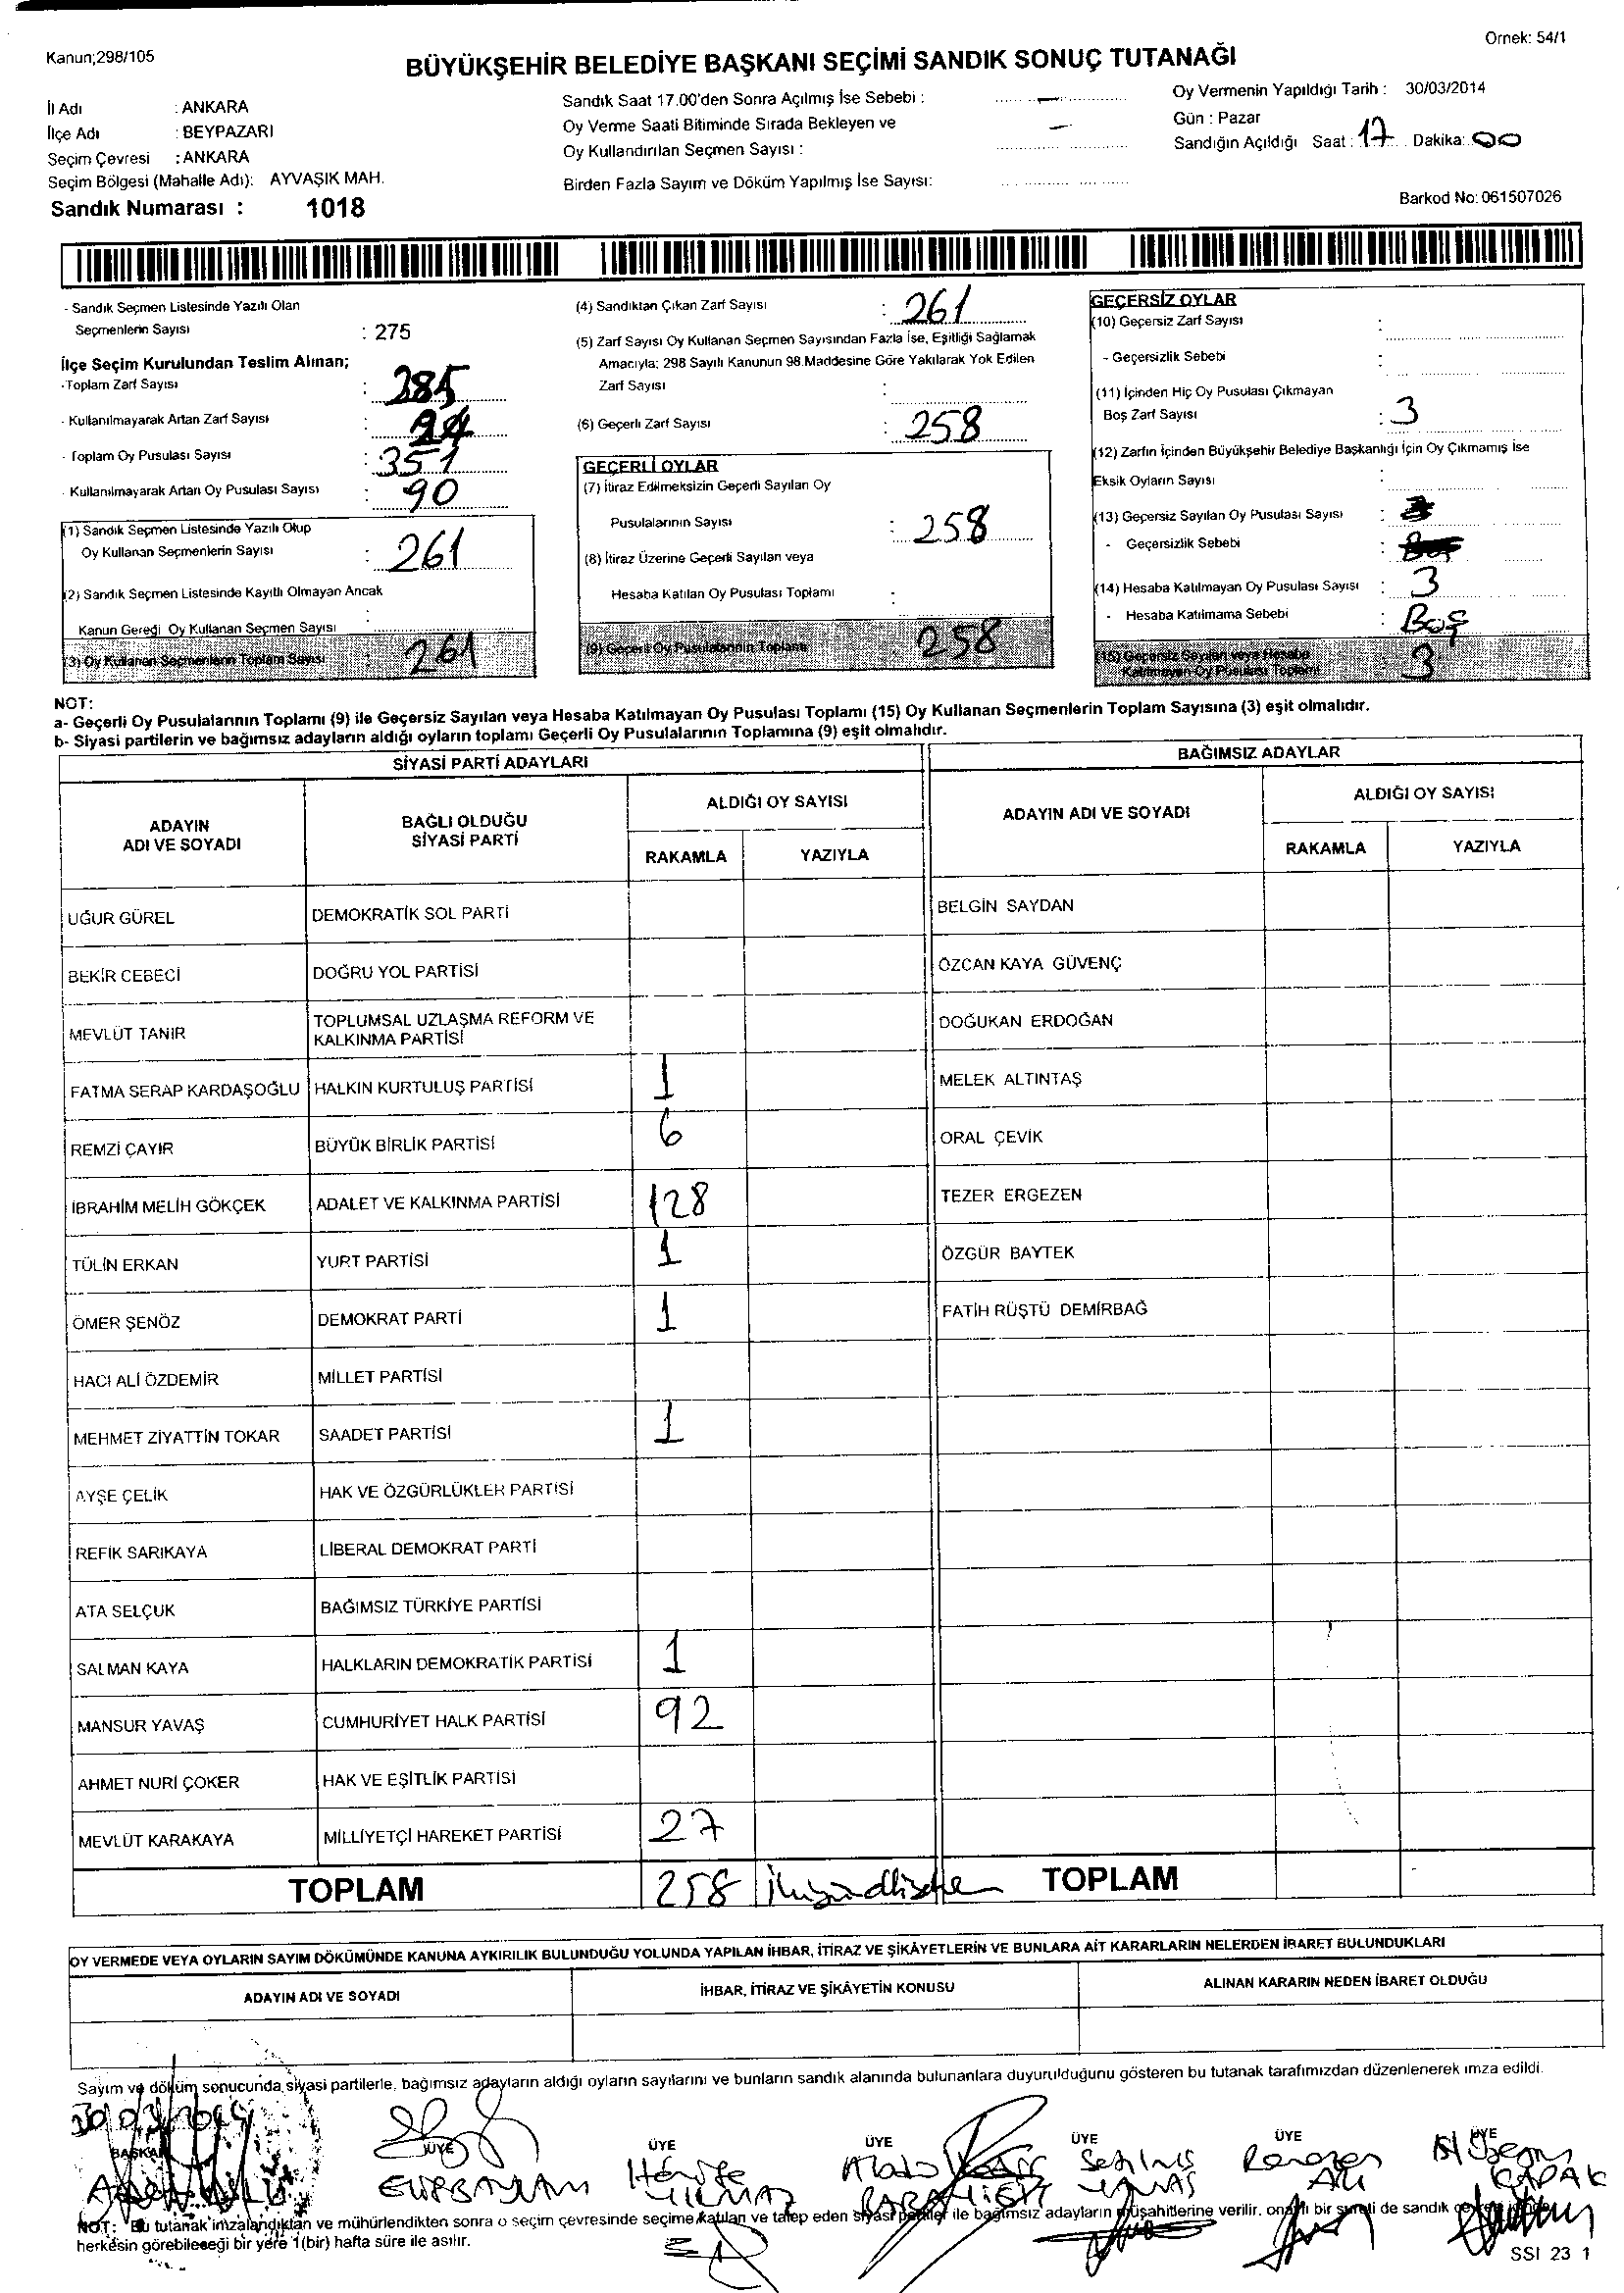 Kanun;298/105
Ornek: 54/1
BÜYÜKŞEHİR BELEDİYE BAŞKANI SEÇİMİ SANDIK SONUÇ TUTANAĞI
İl Adı : ANKARA
İlçe Adı : BEYPAZARI
Seçim Çevresi : ANKARA
Seçim Bölgesi (Mahalle Adı): AYVAŞIK MAH.
Sandık Numarası : 1018
Sandık Saat 17.00'den Sonra Açılmış İse Sebebi :
Oy Verme Saati Bitiminde Sırada Bekleyen ve
Oy Kullandırılan Seçmen Sayısı :
Birden Fazla Sayım ve Döküm Yapılmış İse Sayısı:
Oy Vermenin Yapıldığı Tarih : 30/03/2014
Gün : Pazar
Sandığın Açıldığı Saat : 17 Dakika: 00
Barkod No: 061507026
- Sandık Seçmen Listesinde Yazılı Olan
Seçmenlerin Sayısı : 275
İlçe Seçim Kurulundan Teslim Alınan;
-Toplam Zarf Sayısı : 285
- Kullanılmayarak Artan Zarf Sayısı : 24
- Toplam Oy Pusulası Sayısı : 351
- Kullanılmayarak Artan Oy Pusulası Sayısı : 90
(1) Sandık Seçmen Listesinde Yazılı Olup
Oy Kullanan Seçmenlerin Sayısı : 261
(2) Sandık Seçmen Listesinde Kayıtlı Olmayan Ancak
Kanun Gereği Oy Kullanan Seçmen Sayısı :
(3) Oy Kullanan Seçmenlerin Toplam Sayısı : 261
(4) Sandıktan Çıkan Zarf Sayısı : 261
(5) Zarf Sayısı Oy Kullanan Seçmen Sayısından Fazla İse, Eşitliği Sağlamak
Amacıyla; 298 Sayılı Kanunun 98.Maddesine Göre Yakılarak Yok Edilen
Zarf Sayısı :
(6) Geçerli Zarf Sayısı : 258
GEÇERLİ OYLAR
(7) İtiraz Edilmeksizin Geçerli Sayılan Oy
Pusulalarının Sayısı : 258
(8) İtiraz Üzerine Geçerli Sayılan veya
Hesaba Katılan Oy Pusulası Toplamı :
(9) Geçerli Oy Pusulalarının Toplamı 258
GEÇERSİZ OYLAR
(10) Geçersiz Zarf Sayısı :
- Geçersizlik Sebebi :
(11) İçinden Hiç Oy Pusulası Çıkmayan
Boş Zarf Sayısı : 3
(12) Zarfın İçinden Büyükşehir Belediye Başkanlığı İçin Oy Çıkmamış İse
Eksik Oyların Sayısı :
(13) Geçersiz Sayılan Oy Pusulası Sayısı :
- Geçersizlik Sebebi :
(14) Hesaba Katılmayan Oy Pusulası Sayısı : 3
- Hesaba Katılmama Sebebi : Boş
(15) Geçersiz Sayılan veya Hesaba
Katılmayan Oy Pusulası Toplamı 3
NOT:
a- Geçerli Oy Pusulalarının Toplamı (9) ile Geçersiz Sayılan veya Hesaba Katılmayan Oy Pusulası Toplamı (15) Oy Kullanan Seçmenlerin Toplam Sayısına (3) eşit olmalıdır.
b- Siyasi partilerin ve bağımsız adayların aldığı oyların toplamı Geçerli Oy Pusulalarının Toplamına (9) eşit olmalıdır.
SİYASİ PARTİ ADAYLARI
ADAYIN ADI VE SOYADI
BAĞLI OLDUĞU SİYASİ PARTİ
ALDIĞI OY SAYISI
RAKAMLA YAZIYLA
UĞUR GÜREL DEMOKRATİK SOL PARTİ
BEKİR CEBECİ DOĞRU YOL PARTİSİ
MEVLÜT TANIR TOPLUMSAL UZLAŞMA REFORM VE KALKINMA PARTİSİ
FATMA SERAP KARDAŞOĞLU HALKIN KURTULUŞ PARTİSİ 1
REMZİ ÇAYIR BÜYÜK BİRLİK PARTİSİ 6
İBRAHİM MELİH GÖKÇEK ADALET VE KALKINMA PARTİSİ 128
TÜLİN ERKAN YURT PARTİSİ 1
ÖMER ŞENÖZ DEMOKRAT PARTİ 1
HACI ALİ ÖZDEMİR MİLLET PARTİSİ
MEHMET ZİYATTİN TOKAR SAADET PARTİSİ 1
AYŞE ÇELİK HAK VE ÖZGÜRLÜKLER PARTİSİ
REFİK SARIKAYA LİBERAL DEMOKRAT PARTİ
ATA SELÇUK BAĞIMSIZ TÜRKİYE PARTİSİ
SALMAN KAYA HALKLARIN DEMOKRATİK PARTİSİ 1
MANSUR YAVAŞ CUMHURİYET HALK PARTİSİ 92
AHMET NURİ ÇOKER HAK VE EŞİTLİK PARTİSİ
MEVLÜT KARAKAYA MİLLİYETÇİ HAREKET PARTİSİ 27
TOPLAM 258
BAĞIMSIZ ADAYLAR
ADAYIN ADI VE SOYADI
ALDIĞI OY SAYISI
RAKAMLA YAZIYLA
BELGİN SAYDAN
ÖZCAN KAYA GÜVENÇ
DOĞUKAN ERDOĞAN
MELEK ALTINTAŞ
ORAL ÇEVİK
TEZER ERGEZEN
ÖZGÜR BAYTEK
FATİH RÜŞTÜ DEMİRBAĞ
TOPLAM
OY VERMEDE VEYA OYLARIN SAYIM DÖKÜMÜNDE KANUNA AYKIRILIK BULUNDUĞU YOLUNDA YAPILAN İHBAR, İTİRAZ VE ŞİKÂYETLERİN VE BUNLARA AİT KARARLARIN NELERDEN İBARET BULUNDUKLARI
ADAYIN ADI VE SOYADI
İHBAR, İTİRAZ VE ŞİKÂYETİN KONUSU
ALINAN KARARIN NEDEN İBARET OLDUĞU
Sayım ve döküm sonucunda siyasi partilerle, bağımsız adayların aldığı oyların sayılarını ve bunların sandık alanında bulunanlara duyurulduğunu gösteren bu tutanak tarafımızdan düzenlenerek imza edildi.
BAŞKAN ÜYE ÜYE ÜYE ÜYE ÜYE ÜYE
NOT: Bu tutanak imzalandıktan ve mühürlendikten sonra o seçim çevresinde seçime katılan ve talep eden siyasi partiler ile bağımsız adayların müşahitlerine verilir, onaylı bir sureti de sandık çevresi içinde
herkesin görebileceği bir yere 1(bir) hafta süre ile asılır.
SSI 23 1